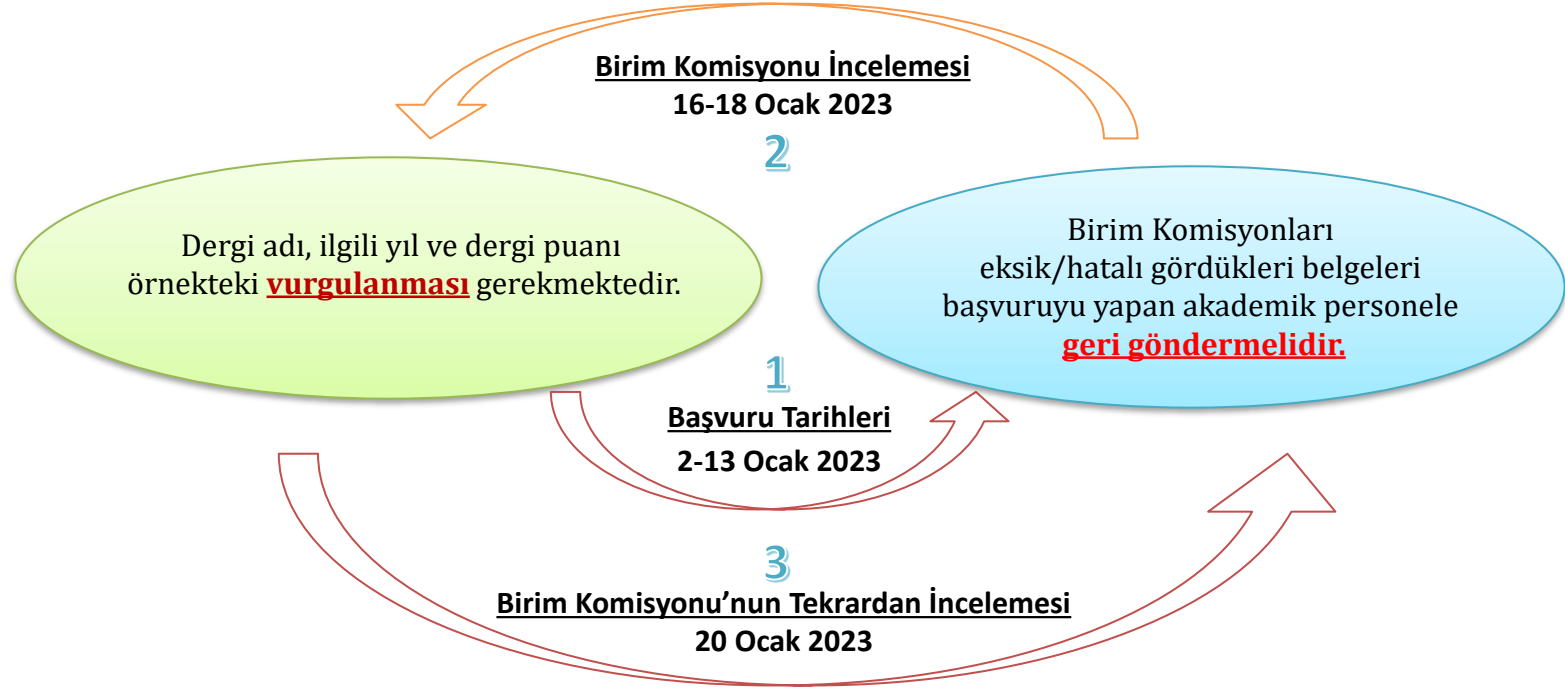 Birim Komisyonu İncelemesi
16-18 Ocak 2023
2
Dergi adı, ilgili yıl ve dergi puanı
örnekteki vurgulanması gerekmektedir.
Birim Komisyonları
eksik/hatalı gördükleri belgeleri
başvuruyu yapan akademik personele
geri göndermelidir.
1
Başvuru Tarihleri
2-13 Ocak 2023
3
Birim Komisyonu’nun Tekrardan İncelemesi
20 Ocak 2023